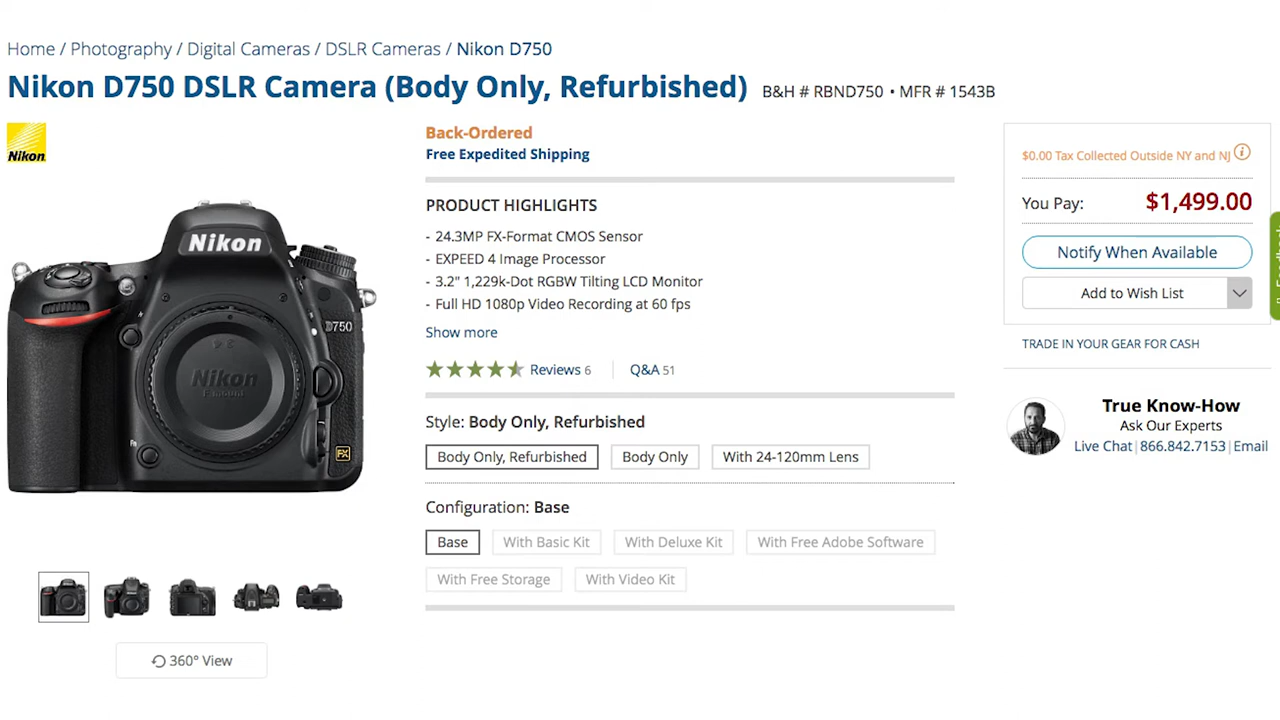 Home / Photography / Digital Cameras / DSLR Cameras / Nikon D750
Nikon D750 DSLR Camera (Body Only, Refurbished) B&H # RBND750 • MFR # 1543B
Nikon
Nikon
D750
Nikon
F-mount
Fn
FX
Back-Ordered
Free Expedited Shipping
PRODUCT HIGHLIGHTS
- 24.3MP FX-Format CMOS Sensor
- EXPEED 4 Image Processor
- 3.2" 1,229k-Dot RGBW Tilting LCD Monitor
- Full HD 1080p Video Recording at 60 fps
Show more
Reviews 6 Q&A 51
Style: Body Only, Refurbished
Body Only, Refurbished Body Only With 24-120mm Lens
Configuration: Base
Base With Basic Kit With Deluxe Kit With Free Adobe Software
With Free Storage With Video Kit
360° View
$0.00 Tax Collected Outside NY and NJ
You Pay: $1,499.00
Notify When Available
Add to Wish List
TRADE IN YOUR GEAR FOR CASH
True Know-How
Ask Our Experts
Live Chat | 866.842.7153 | Email